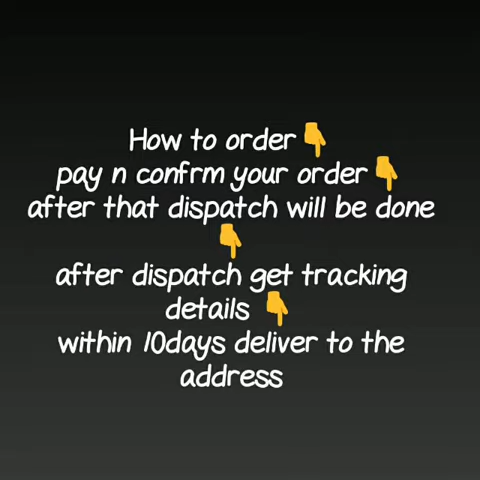 How to order👇
pay n confrm your order👇
after that dispatch will be done
👇
after dispatch get tracking
details 👇
within 10days deliver to the
address